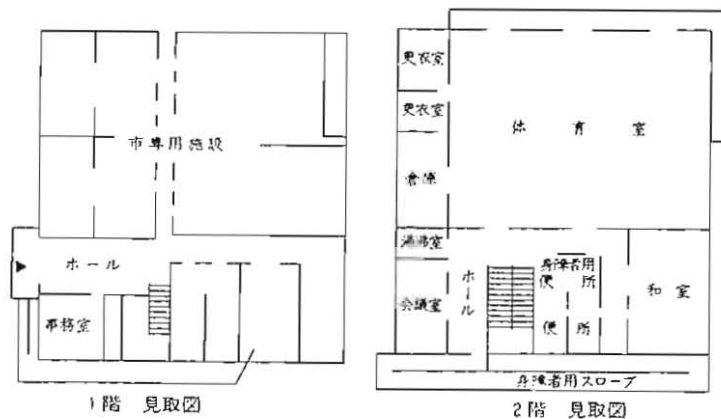 市専用施設
ホール
事務室
1階 見取図
更衣室
更衣室
体育室
倉庫
湯沸室
会議室
ホール
身障者用
便所
便所
和室
身障者用スロープ
2階 見取図